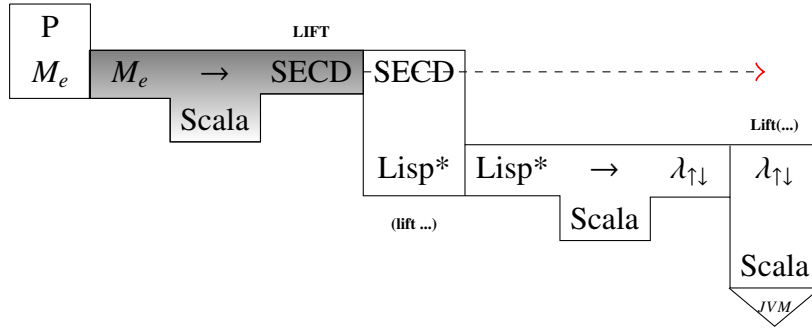 P
LIFT
M_e M_e → SECD SECD
Scala
Lift(...)
Lisp* Lisp* → λ↑↓ λ↑↓
(lift ...)
Scala
Scala
JVM